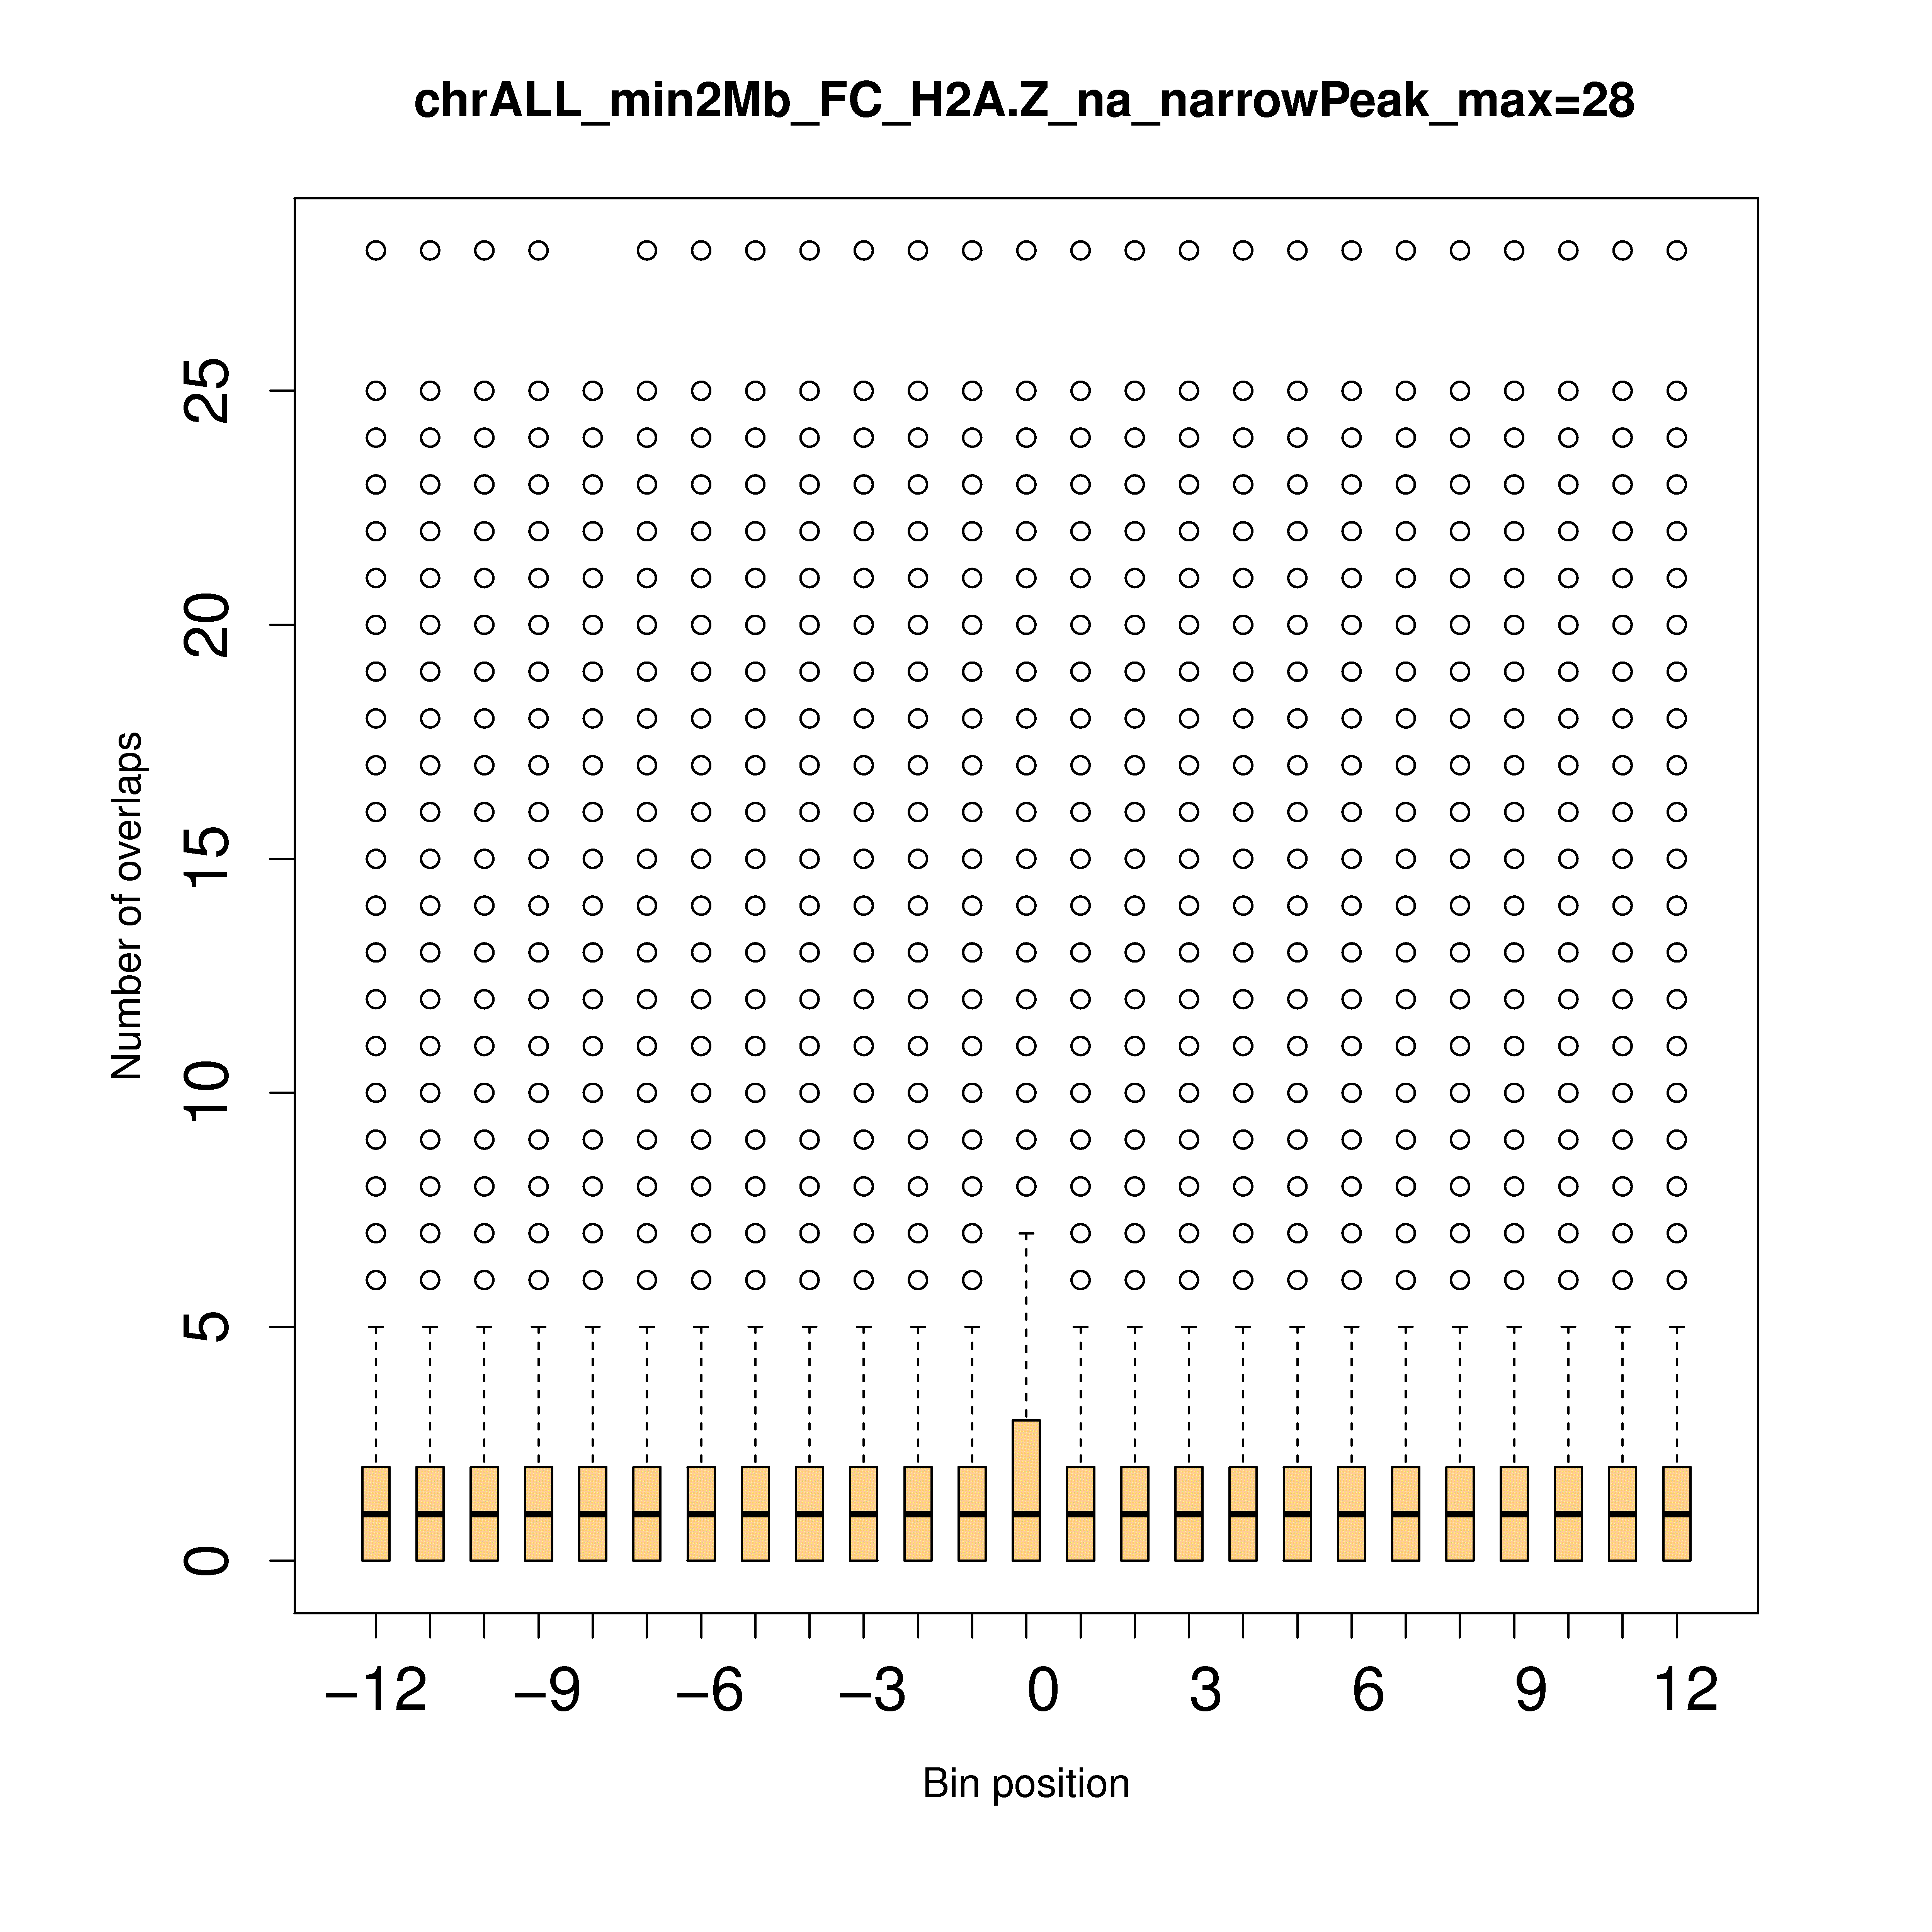 chrALL_min2Mb_FC_H2A.Z_na_narrowPeak_max=28
25
20
15
10
5
0
Number of overlaps
−12 −9 −6 −3 0 3 6 9 12
Bin position